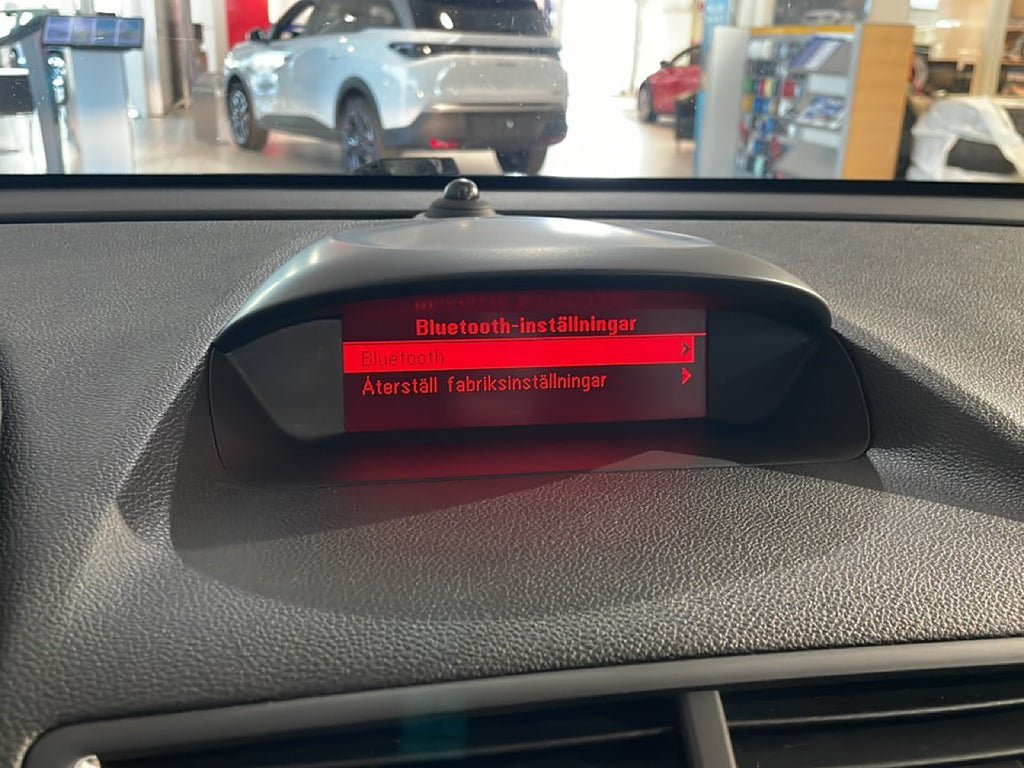 Bluetooth-inställningar
Bluetooth >
Återställ fabriksinställningar >